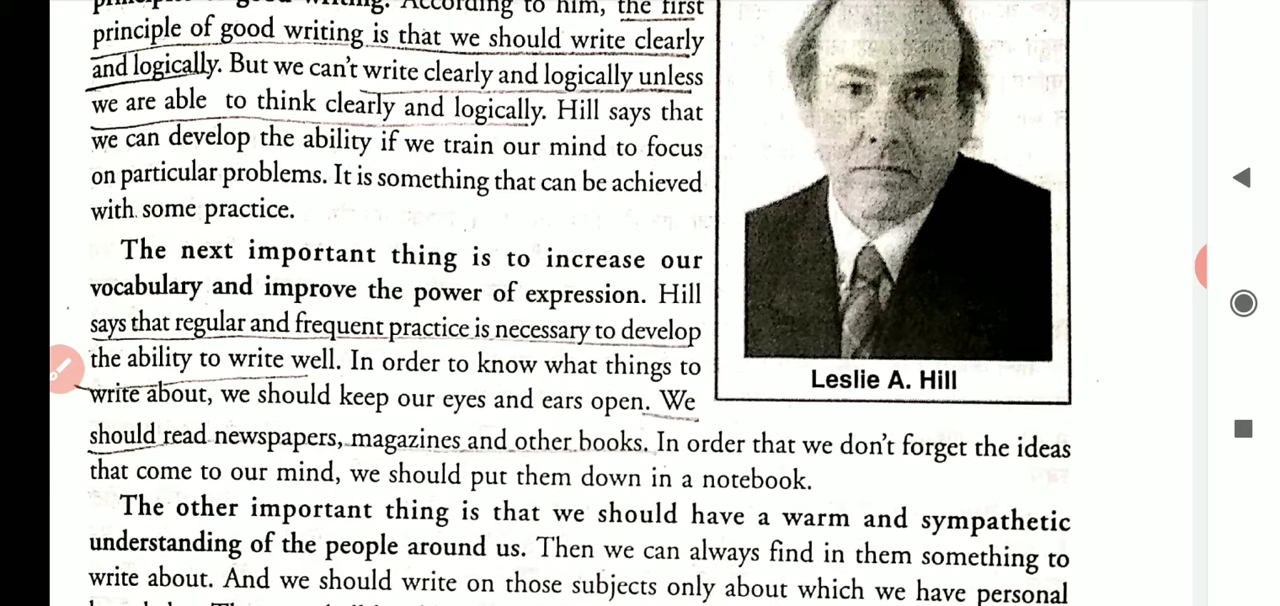 principles of good writing. According to him, the first
principle of good writing is that we should write clearly
and logically. But we can't write clearly and logically unless
we are able to think clearly and logically. Hill says that
we can develop the ability if we train our mind to focus
on particular problems. It is something that can be achieved
with some practice.
The next important thing is to increase our
vocabulary and improve the power of expression. Hill
says that regular and frequent practice is necessary to develop
the ability to write well. In order to know what things to
write about, we should keep our eyes and ears open. We
should read newspapers, magazines and other books. In order that we don't forget the ideas
that come to our mind, we should put them down in a notebook.
The other important thing is that we should have a warm and sympathetic
understanding of the people around us. Then we can always find in them something to
write about. And we should write on those subjects only about which we have personal
Leslie A. Hill